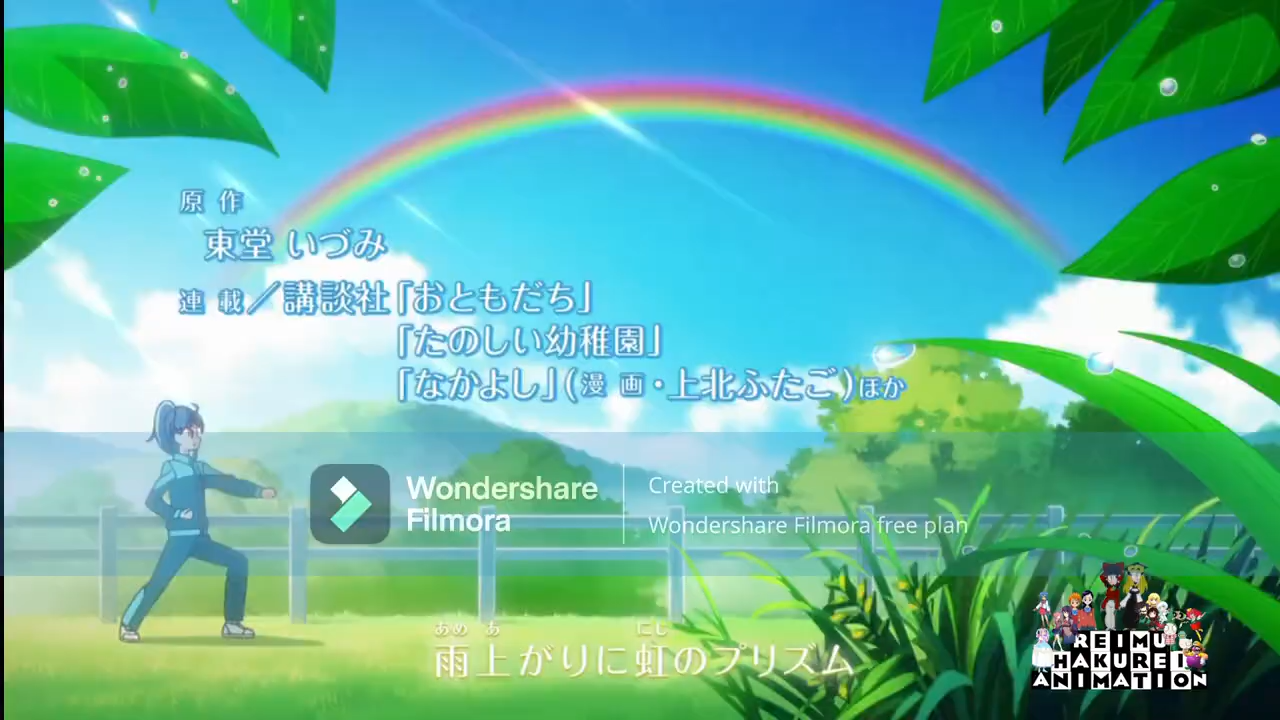 原作
東堂 いづみ
連載／講談社「おともだち」
「たのしい幼稚園」
「なかよし」(漫画・上北ふたご)ほか
Wondershare
Filmora
Created with
Wondershare Filmora free plan
あめ あ にじ
雨上がりに虹のプリズム
REIMU
HAKUREI
ANIMATION